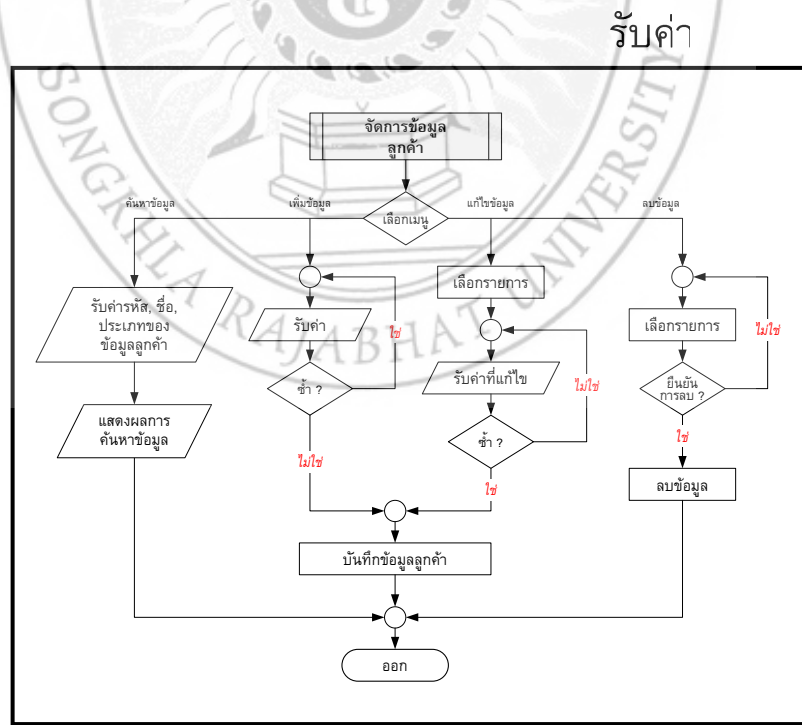 รับค่า
จัดการข้อมูล
ลูกค้า
ค้นหาข้อมูล
เพิ่มข้อมูล
เลือกเมนู
แก้ไขข้อมูล
ลบข้อมูล
รับค่ารหัส, ชื่อ,
ประเภทของ
ข้อมูลลูกค้า
แสดงผลการ
ค้นหาข้อมูล
รับค่า
ใช่
ซ้ำ ?
ไม่ใช่
เลือกรายการ
รับค่าที่แก้ไข
ไม่ใช่
ซ้ำ ?
ใช่
เลือกรายการ
ไม่ใช่
ยืนยัน
การลบ ?
ใช่
ลบข้อมูล
บันทึกข้อมูลลูกค้า
ออก
SONGKHLA RAJABHAT UNIVERSITY